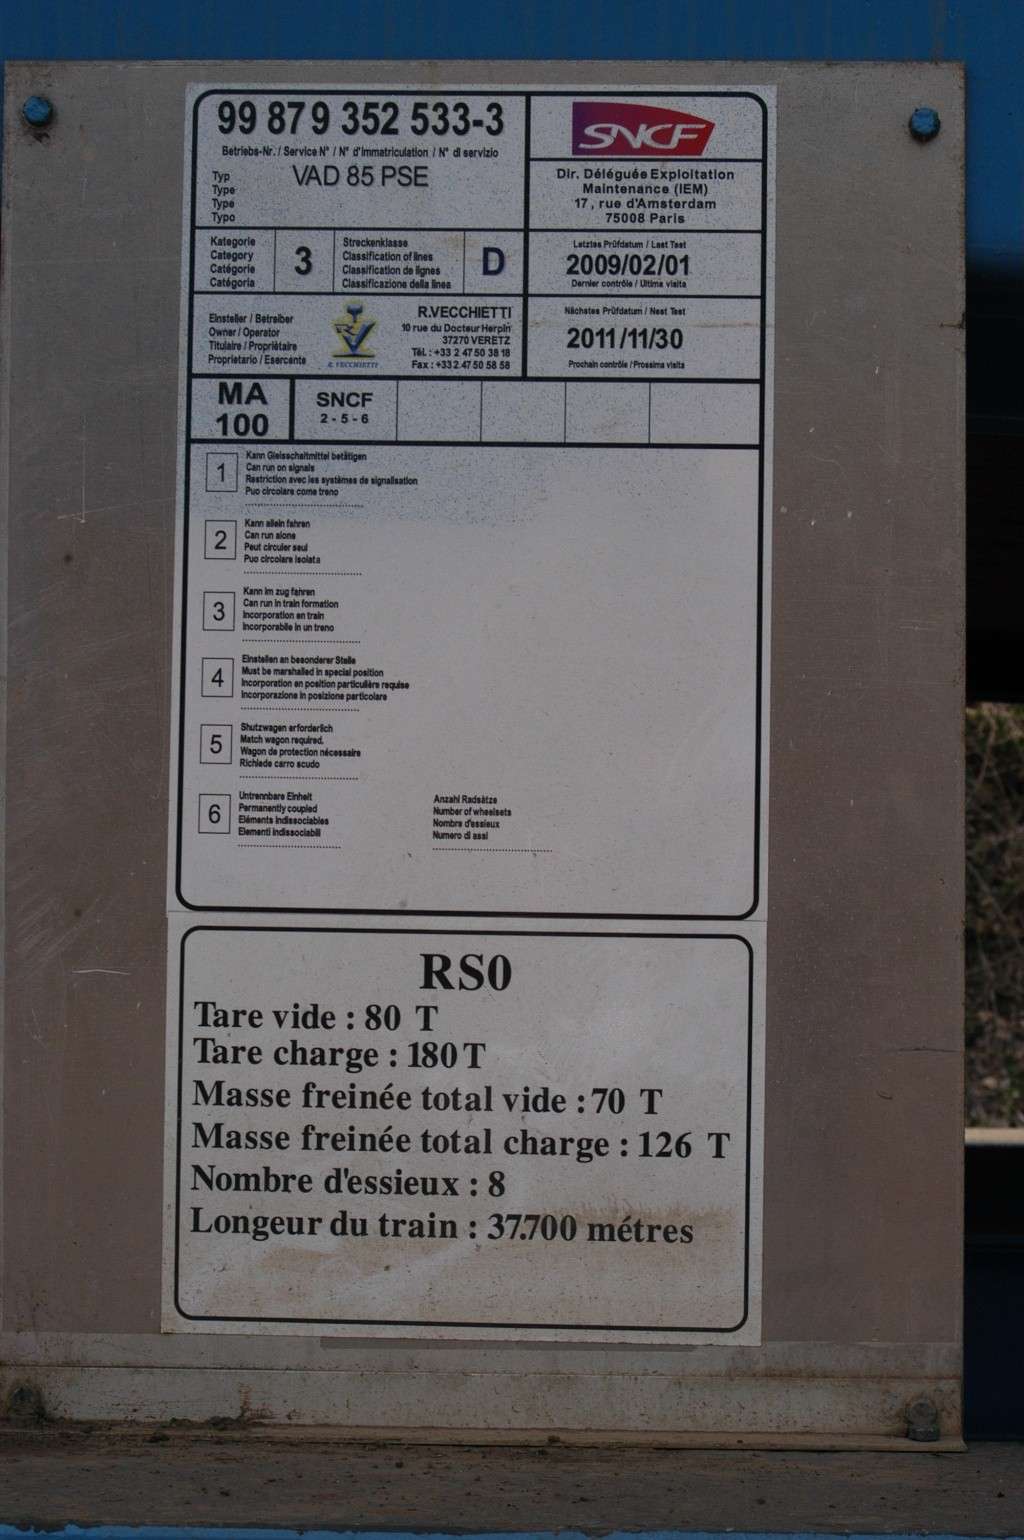 99 87 9 352 533-3
Betriebs-Nr. / Service N° / N° d'immatriculation / N° di servizio
Typ
Type
Type
Typo
VAD 85 PSE
SNCF
Dir. Déléguée Exploitation
Maintenance (IEM)
17, rue d'Amsterdam
75008 Paris
Kategorie
Category
Catégorie
Catégoria
3
Streckenklasse
Classification of lines
Classification de lignes
Classificazione della linea
D
Letztes Prüfdatum / Last Test
2009/02/01
Dernier contrôle / Ultima visita
Einsteller / Betreiber
Owner / Operator
Titulaire / Propriétaire
Proprietario / Esercente
RV
R. VECCHIETTI
R.VECCHIETTI
10 rue du Docteur Herpin
37270 VERETZ
Tél. : +33 2 47 50 38 18
Fax : +33 2 47 50 58 58
Nächstes Prüfdatum / Nest Test
2011/11/30
Prochain contrôle / Prossima visita
MA
100
SNCF
2 - 5 - 6
1
Kann Gleisschaltmittel betätigen
Can run on signals
Restriction avec les systèmes de signalisation
Puo circolare come treno
2
Kann allein fahren
Can run alone
Peut circuler seul
Puo circolare isolata
3
Kann im zug fahren
Can run in train formation
Incorporation en train
Incorporabile in un treno
4
Einstellen an besonderer Stelle
Must be marshalled in special position
Incorporation en position particulière requise
Incorporazione in posizione particolare
5
Shutzwagen erforderlich
Match wagon required.
Wagon de protection nécessaire
Richiede carro scudo
6
Untrennbare Einheit
Permanently coupled
Eléments indissociables
Elementi indissociabili
Anzahl Radsätze
Number of wheelsets
Nombre d'essieux
Numero di assi
RS0
Tare vide : 80 T
Tare charge : 180 T
Masse freinée total vide : 70 T
Masse freinée total charge : 126 T
Nombre d'essieux : 8
Longeur du train : 37.700 métres